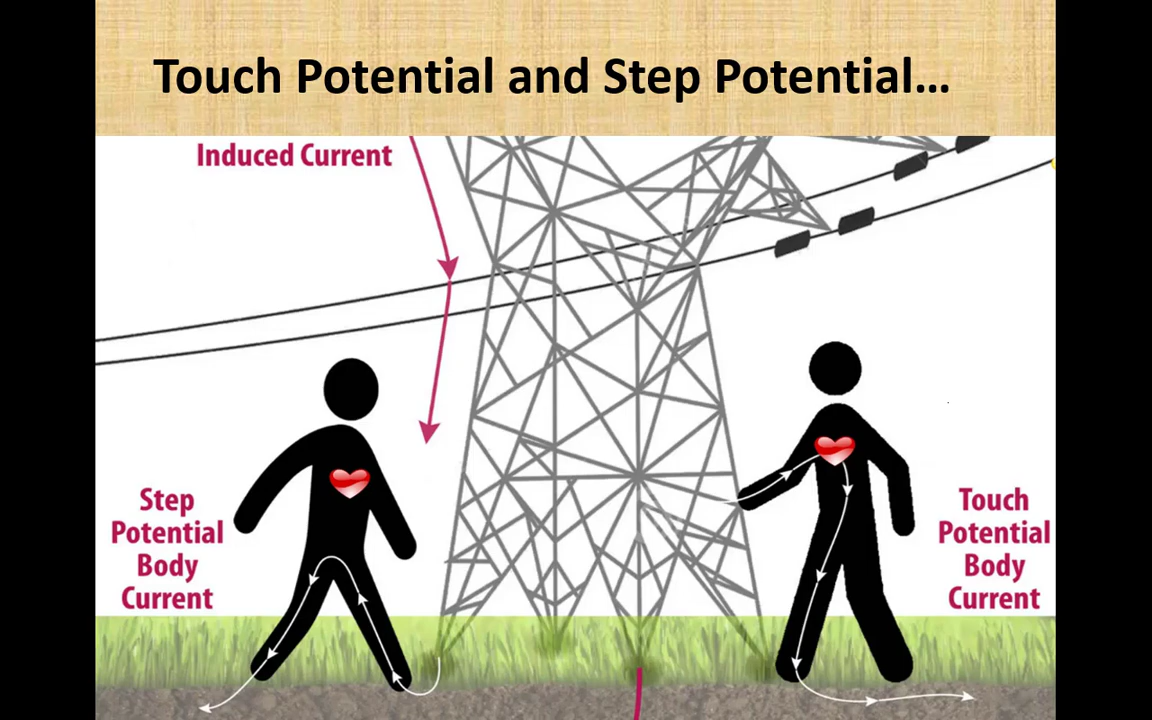 Touch Potential and Step Potential...
Induced Current
Step
Potential
Body
Current
Touch
Potential
Body
Current